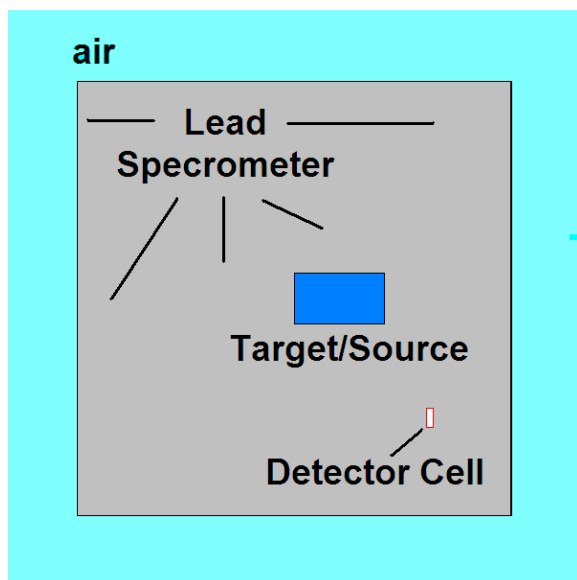 air
Lead
Specrometer
Target/Source
Detector Cell